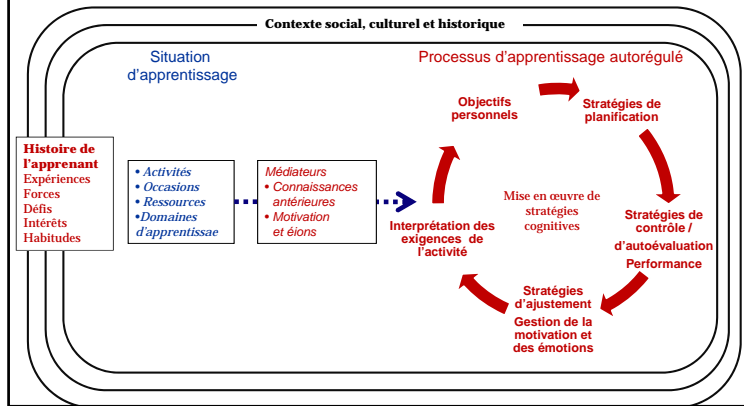 Contexte social, culturel et historique
Situation
d'apprentissage
Processus d'apprentissage autorégulé
Histoire de
l'apprenant
Expériences
Forces
Défis
Intérêts
Habitudes
• Activités
• Occasions
• Ressources
•Domaines
d'apprentissae
Médiateurs
• Connaissances
antérieures
• Motivation
et éions
Objectifs
personnels
Stratégies de
planification
Stratégies de
contrôle /
d'autoévaluation
Performance
Stratégies
d'ajustement
Gestion de la
motivation et
des émotions
Interprétation des
exigences de
l'activité
Mise en œuvre de
stratégies
cognitives